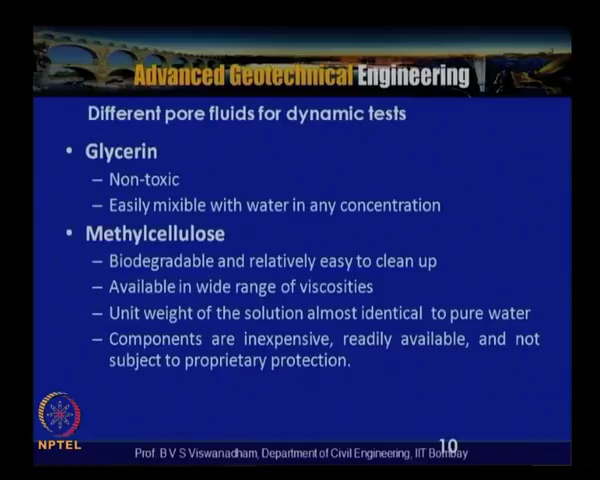 Advanced Geotechnical Engineering
Different pore fluids for dynamic tests
• Glycerin
– Non-toxic
– Easily mixible with water in any concentration
• Methylcellulose
– Biodegradable and relatively easy to clean up
– Available in wide range of viscosities
– Unit weight of the solution almost identical to pure water
– Components are inexpensive, readily available, and not
subject to proprietary protection.
NPTEL
10
Prof. B V S Viswanadham, Department of Civil Engineering, IIT Bombay